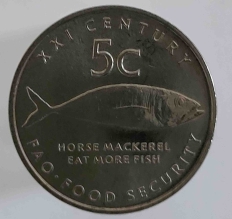 XXI CENTURY
5c
HORSE MACKEREL
EAT MORE FISH
FAO·FOOD SECURITY